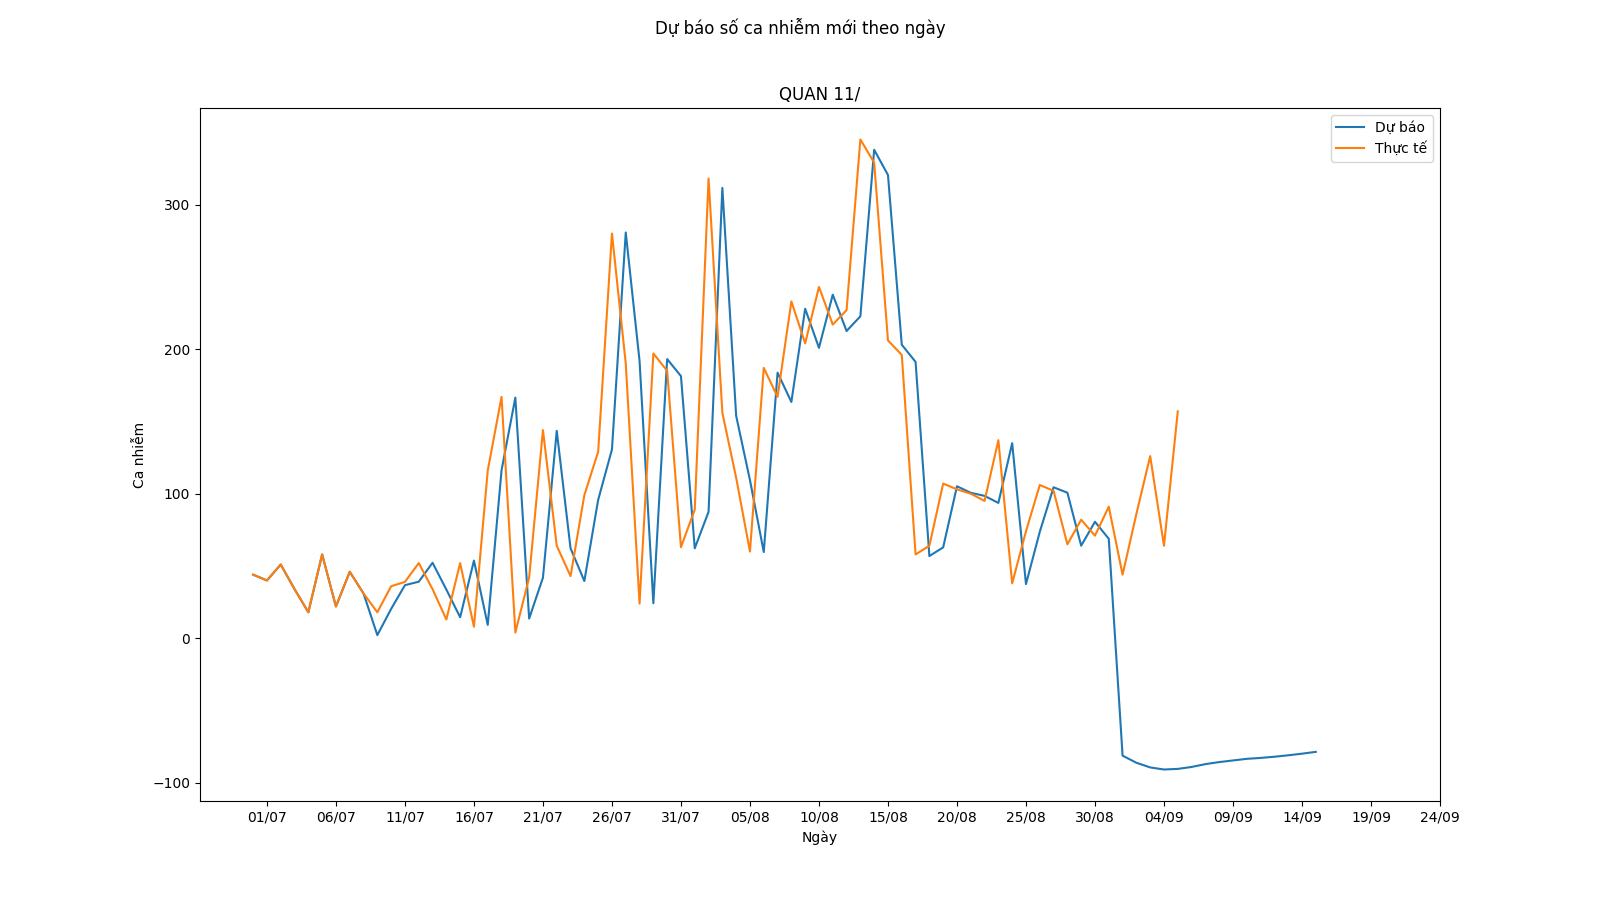 Dự báo số ca nhiễm mới theo ngày
QUAN 11/
Dự báo
Thực tế
300
200
100
0
−100
Ca nhiễm
01/07 06/07 11/07 16/07 21/07 26/07 31/07 05/08 10/08 15/08 20/08 25/08 30/08 04/09 09/09 14/09 19/09 24/09
Ngày